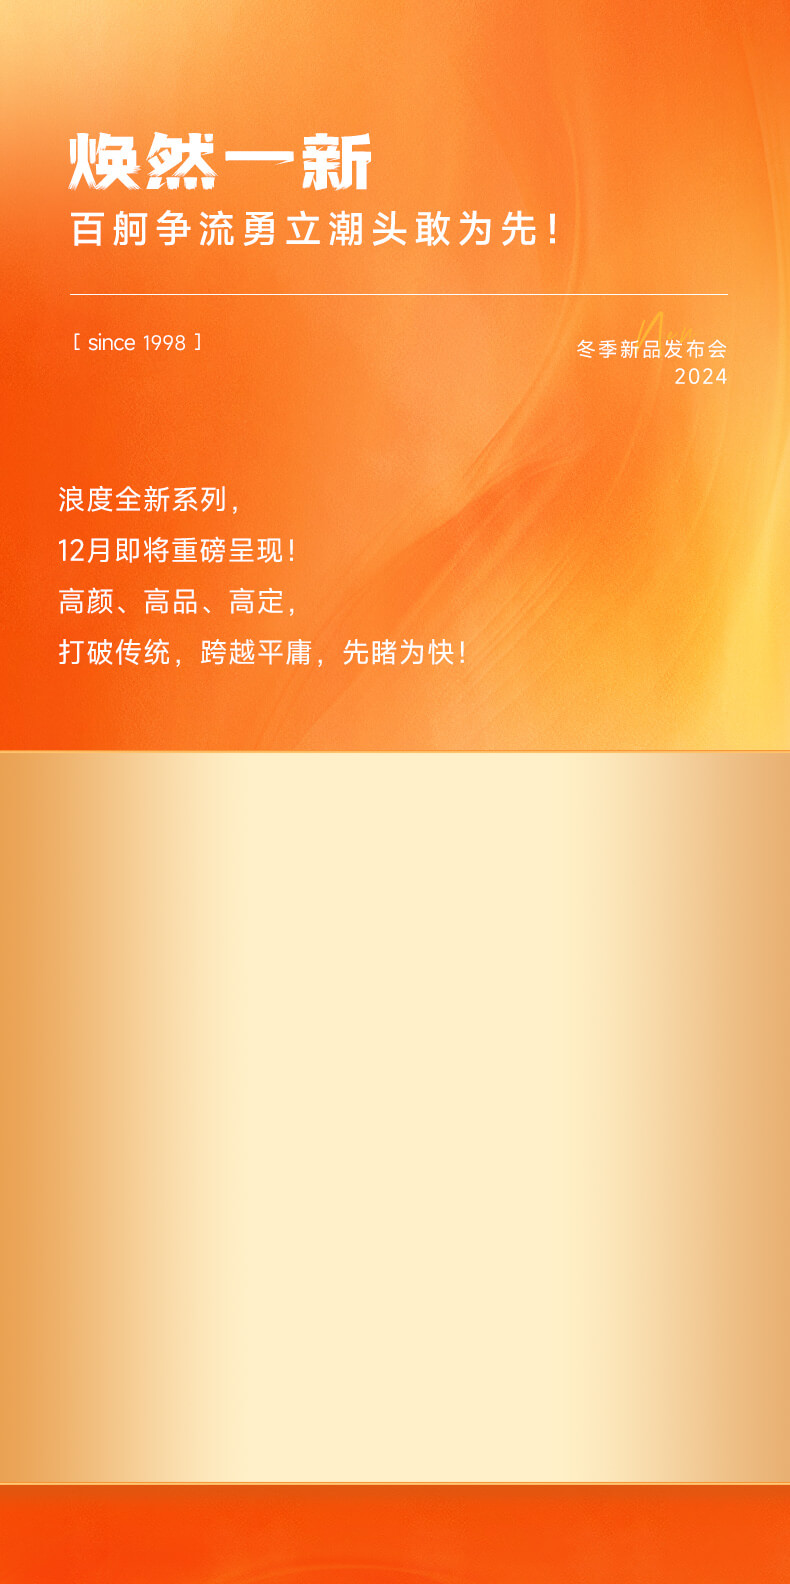 焕然一新
百舸争流勇立潮头敢为先!
[ since 1998 ]
冬季新品发布会
2024
浪度全新系列，
12月即将重磅呈现!
高颜、高品、高定，
打破传统，跨越平庸，先睹为快!